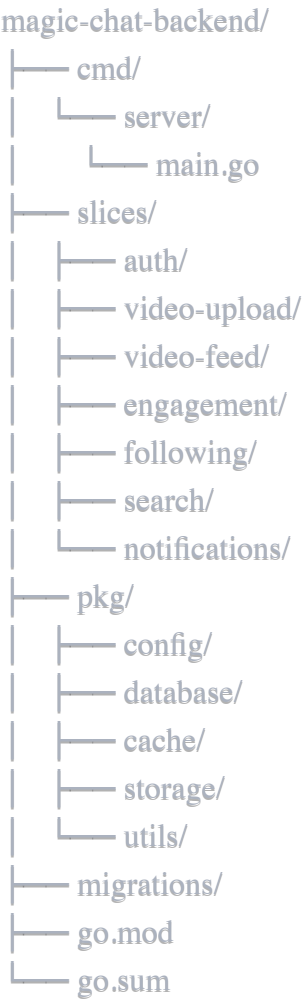 magic-chat-backend/
├── cmd/
│   └── server/
│       └── main.go
├── slices/
│   ├── auth/
│   ├── video-upload/
│   ├── video-feed/
│   ├── engagement/
│   ├── following/
│   ├── search/
│   └── notifications/
├── pkg/
│   ├── config/
│   ├── database/
│   ├── cache/
│   ├── storage/
│   └── utils/
├── migrations/
├── go.mod
└── go.sum